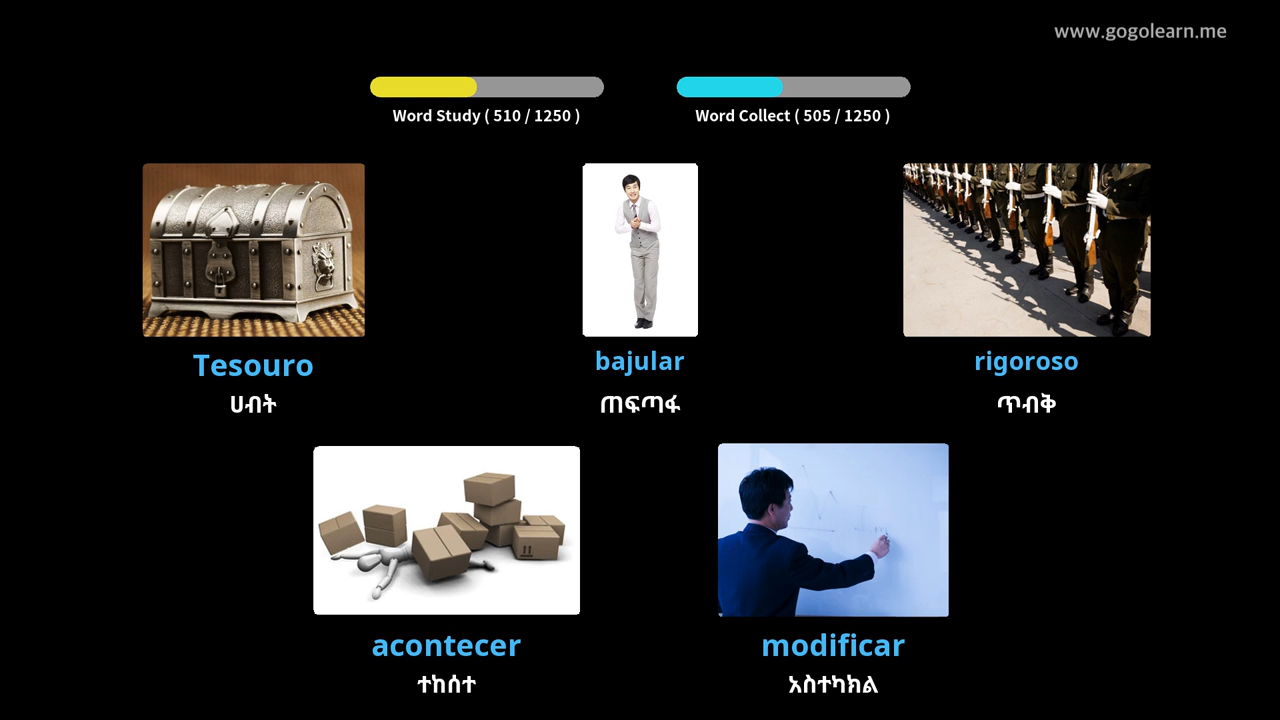 www.gogolearn.me
Word Study ( 510 / 1250 )
Word Collect ( 505 / 1250 )
Tesouro
ሀብት
bajular
ጠፍጣፋ
rigoroso
ጥብቅ
acontecer
ተከሰተ
modificar
አስተካክል